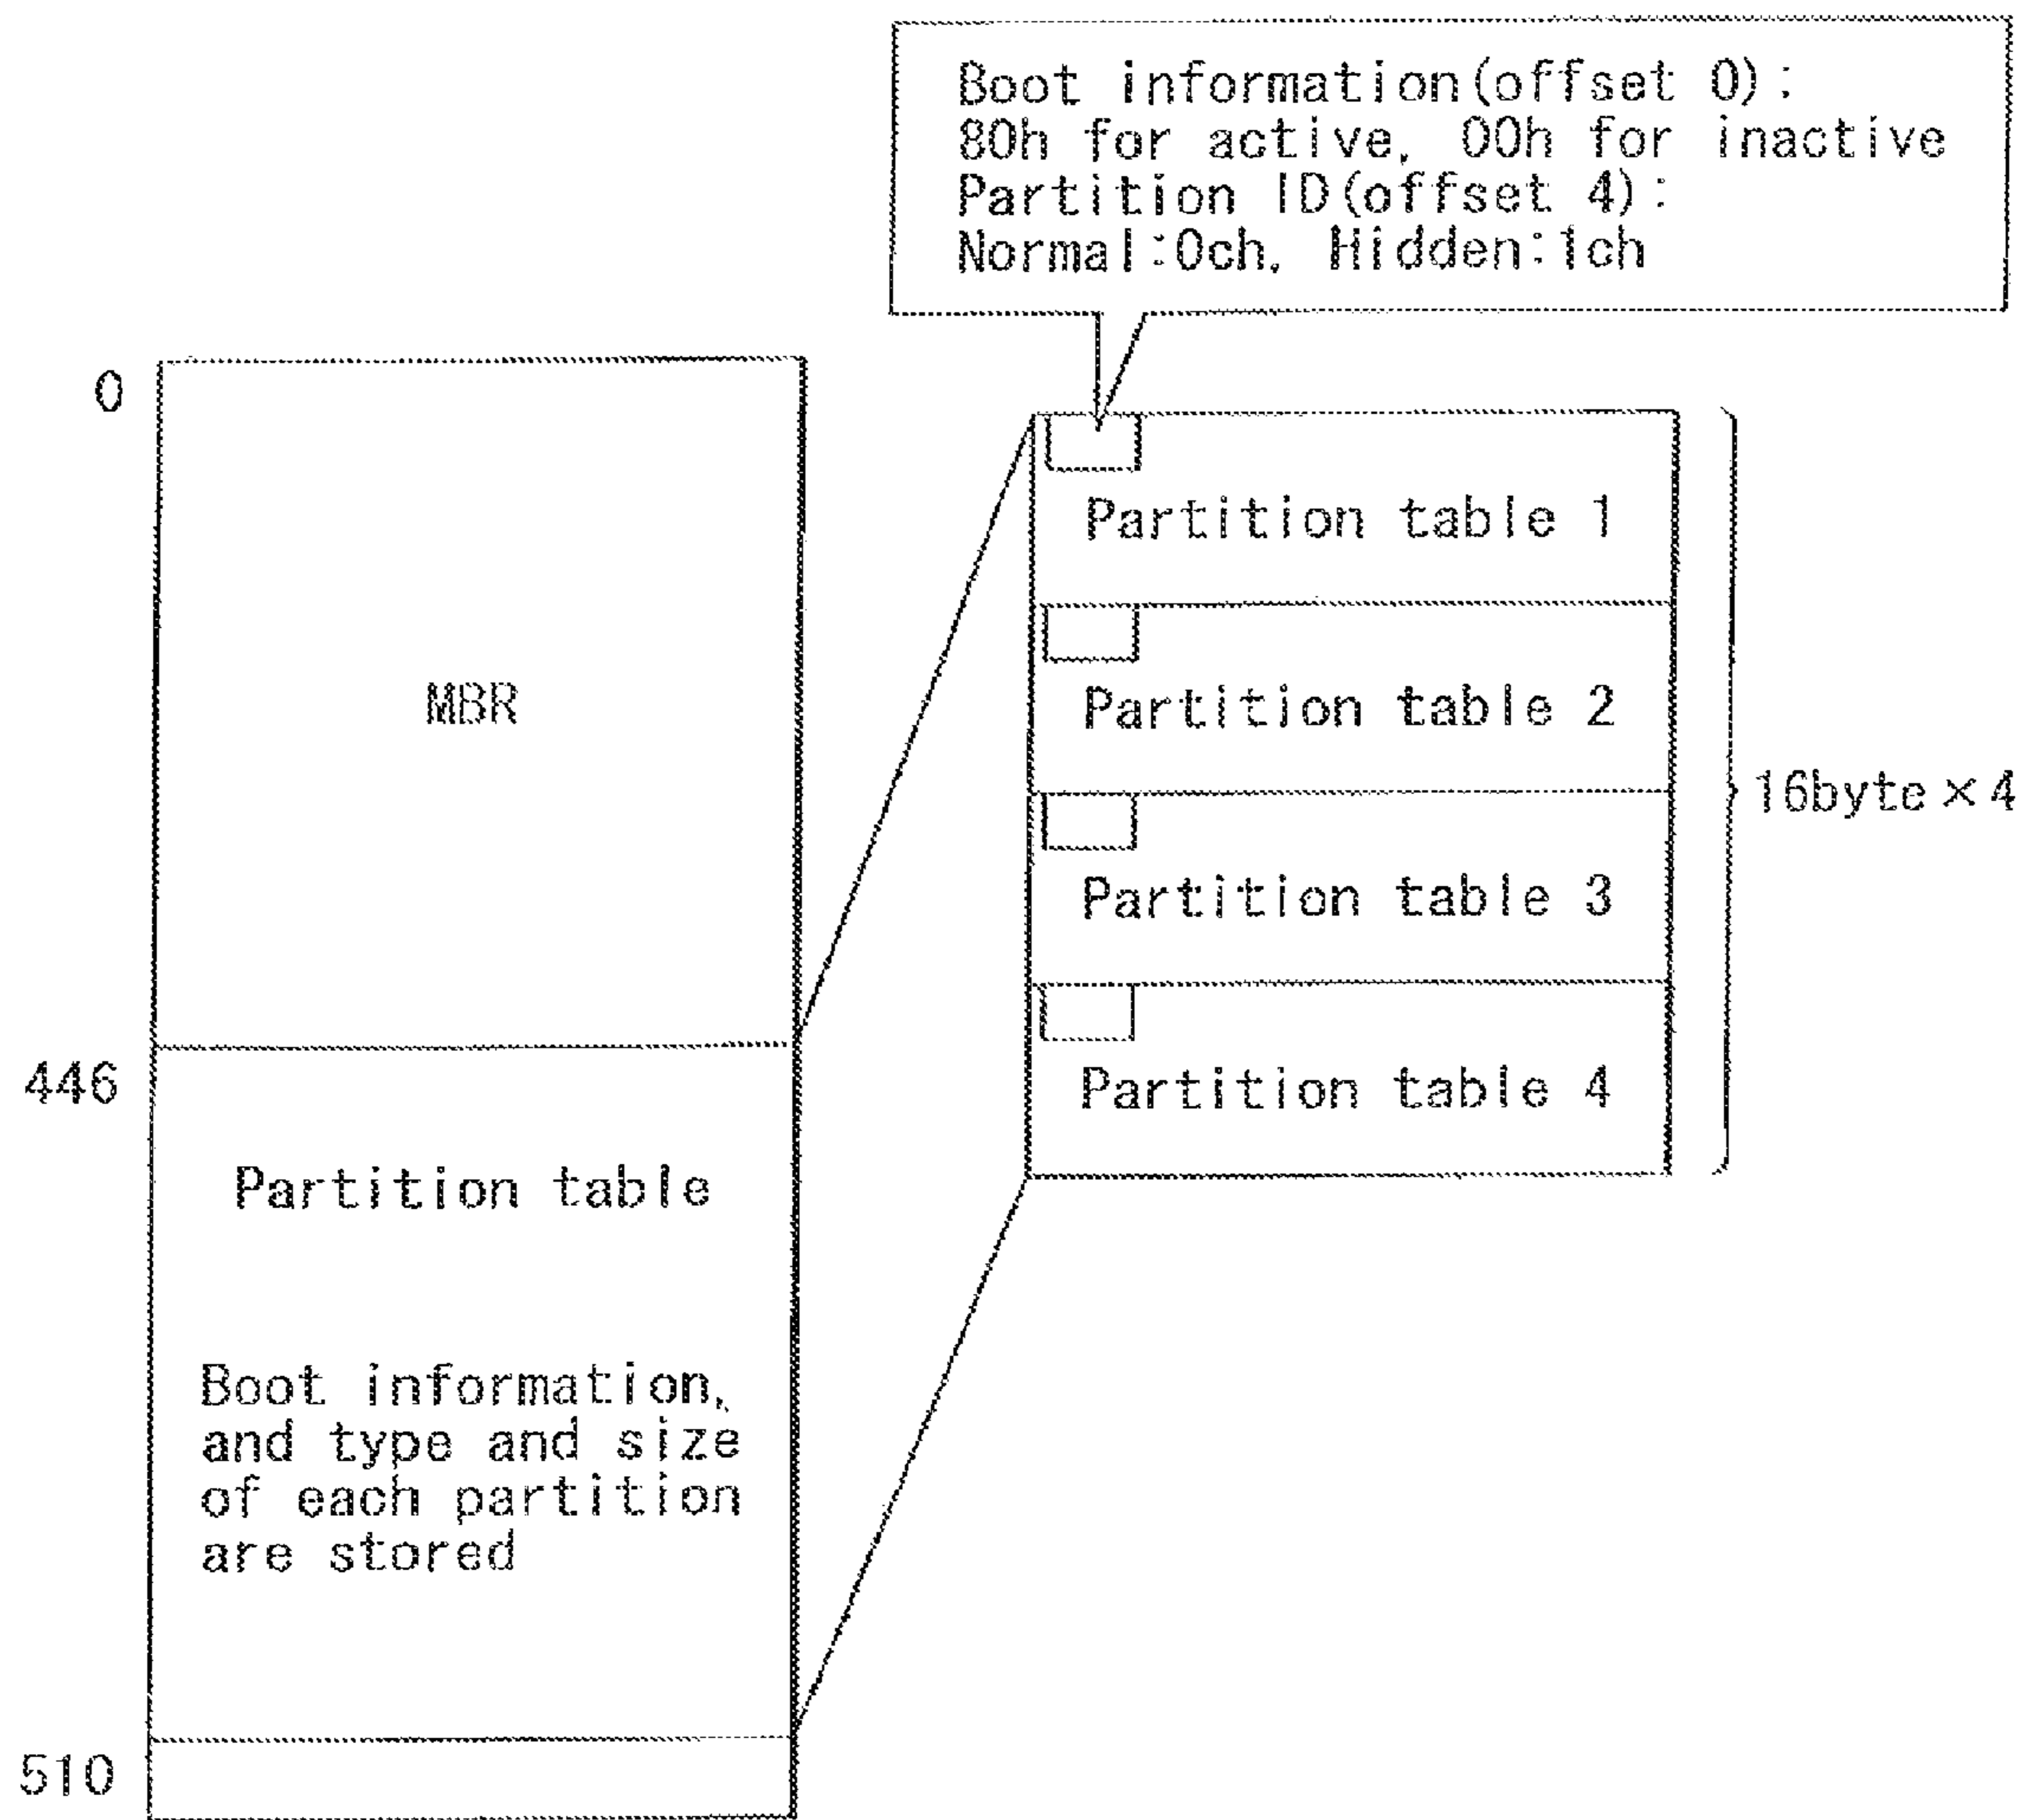 Boot information(offset 0):
80h for active, 00h for inactive
Partition ID(offset 4):
Normal:0ch, Hidden:1ch
0
MBR
446
Partition table
Boot information,
and type and size
of each partition
are stored
510
Partition table 1
Partition table 2
Partition table 3
Partition table 4
16byte×4